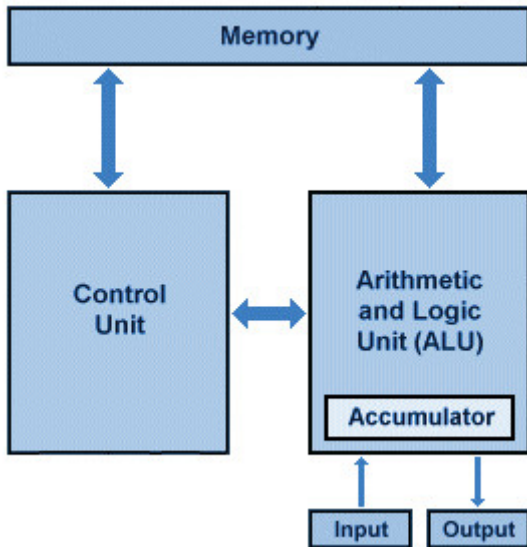 Memory
Control
Unit
Arithmetic
and Logic
Unit (ALU)
Accumulator
Input
Output